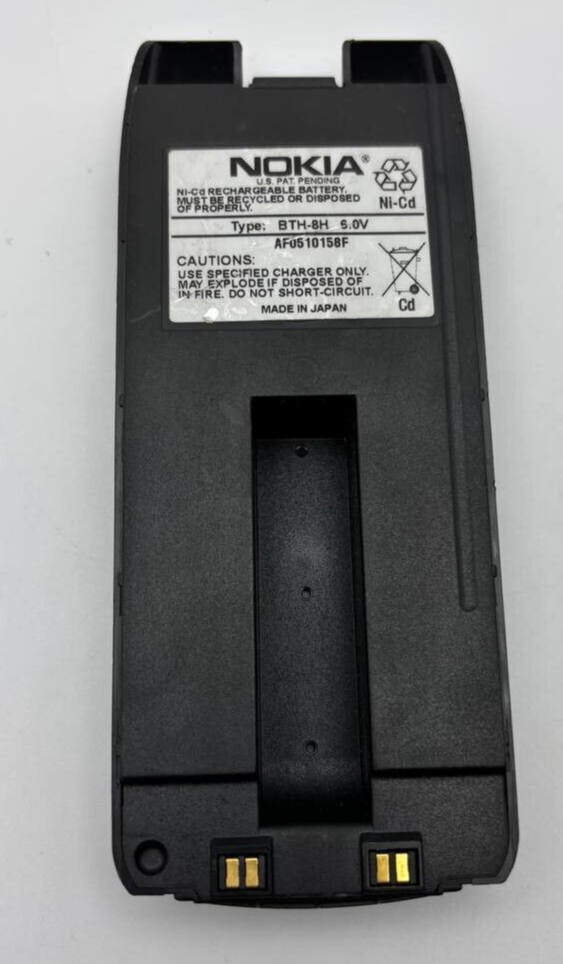 NOKIA®
U.S. PAT. PENDING
Ni-Cd RECHARGEABLE BATTERY.
MUST BE RECYCLED OR DISPOSED
OF PROPERLY.
Ni-Cd
Type: BTH-8H 6.0V
AF0510158F
CAUTIONS:
USE SPECIFIED CHARGER ONLY.
MAY EXPLODE IF DISPOSED OF
IN FIRE. DO NOT SHORT-CIRCUIT.
Cd
MADE IN JAPAN